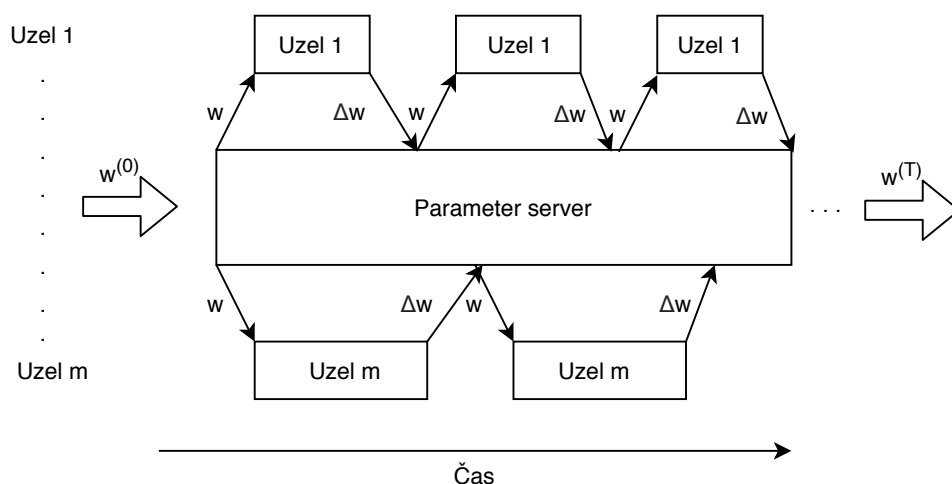 Uzel 1
Uzel 1
Uzel 1
Uzel 1
w
Δw
w
Δw
w
Δw
w(0)
Parameter server
. . .
w(T)
w
Δw
w
Δw
Uzel m
Uzel m
Uzel m
Čas